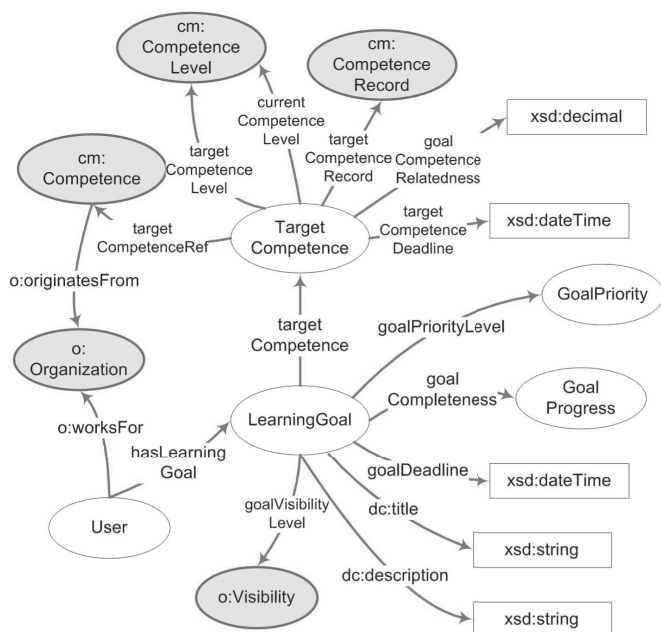 cm:
Competence
Level
cm:
Competence
Record
current
Competence
Level
target
Competence
Level
target
Competence
Record
goal
Competence
Relatedness
xsd:decimal
cm:
Competence
target
CompetenceRef
Target
Competence
target
Competence
Deadline
xsd:dateTime
o:originatesFrom
target
Competence
goalPriorityLevel
GoalPriority
o:
Organization
goal
Completeness
Goal
Progress
LearningGoal
o:worksFor
hasLearning
Goal
goalDeadline
xsd:dateTime
User
goalVisibility
Level
dc:title
xsd:string
dc:description
o:Visibility
xsd:string